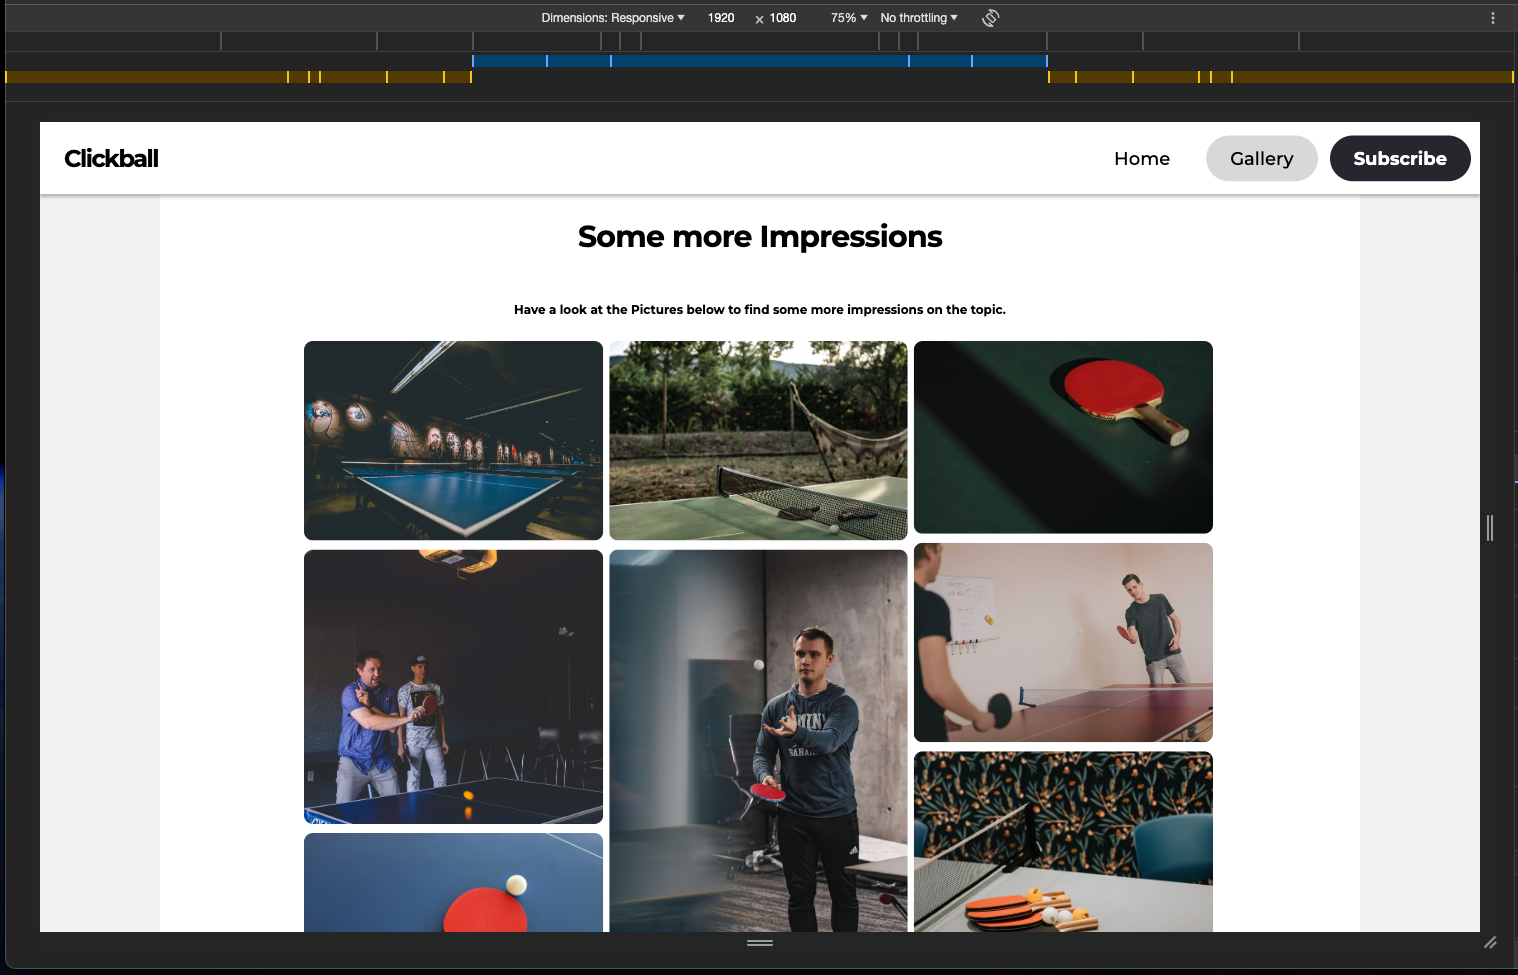 Dimensions: Responsive 1920 × 1080 75% No throttling
Clickball Home Gallery Subscribe
Some more Impressions
Have a look at the Pictures below to find some more impressions on the topic.